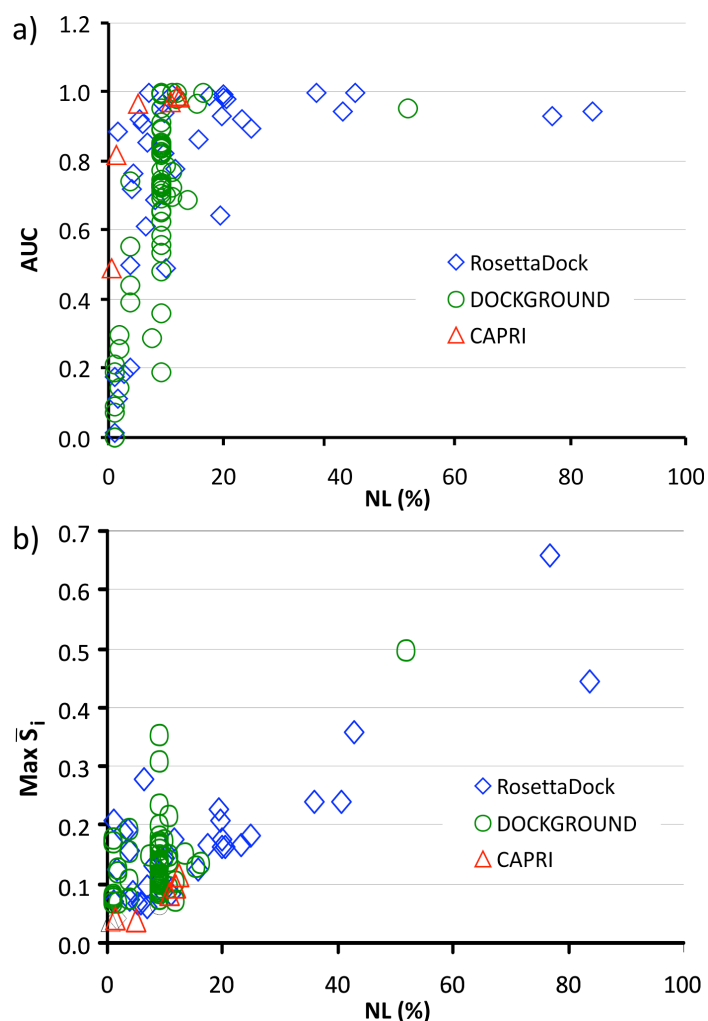 a)
1.2
1.0
0.8
0.6
0.4
0.2
0.0
AUC
RosettaDock
DOCKGROUND
CAPRI
0 20 40 60 80 100
NL (%)
b)
0.7
0.6
0.5
0.4
0.3
0.2
0.1
0.0
Max S̅i
RosettaDock
DOCKGROUND
CAPRI
0 20 40 60 80 100
NL (%)